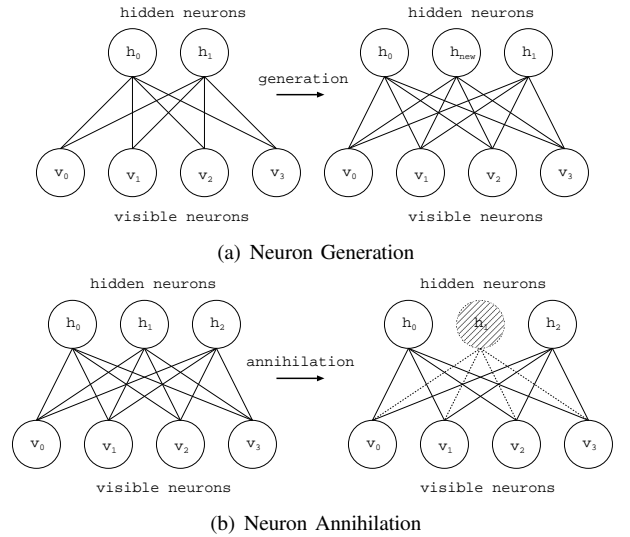 hidden neurons hidden neurons
h0 h1 h0 hnew h1
generation
v0 v1 v2 v3 v0 v1 v2 v3
visible neurons visible neurons
(a) Neuron Generation
hidden neurons hidden neurons
h0 h1 h2 h0 h1 h2
annihilation
v0 v1 v2 v3 v0 v1 v2 v3
visible neurons visible neurons
(b) Neuron Annihilation